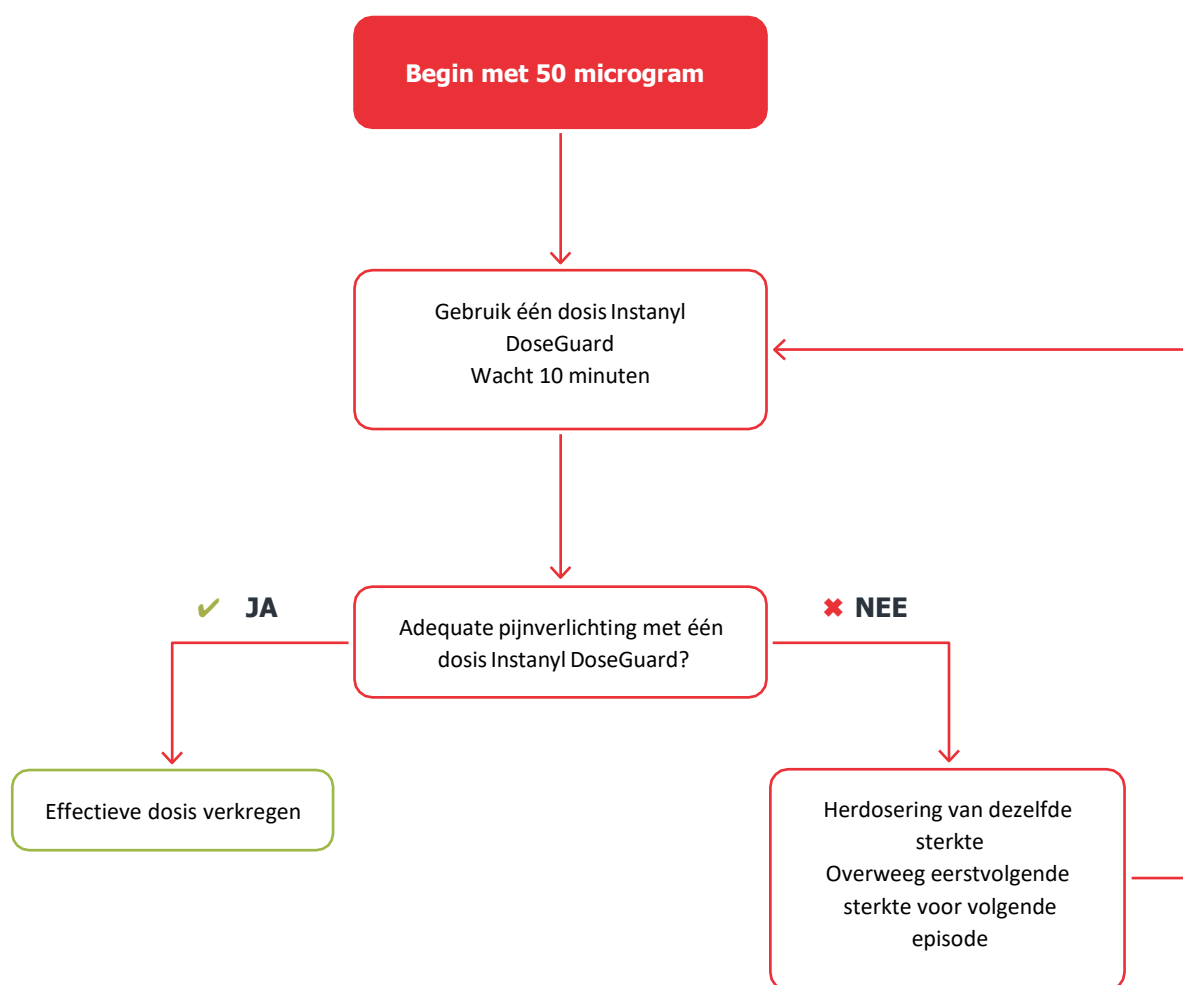 Begin met 50 microgram
Gebruik één dosis Instanyl
DoseGuard
Wacht 10 minuten
✔ JA
Adequate pijnverlichting met één
dosis Instanyl DoseGuard?
✖ NEE
Effectieve dosis verkregen
Herdosering van dezelfde
sterkte
Overweeg eerstvolgende
sterkte voor volgende
episode